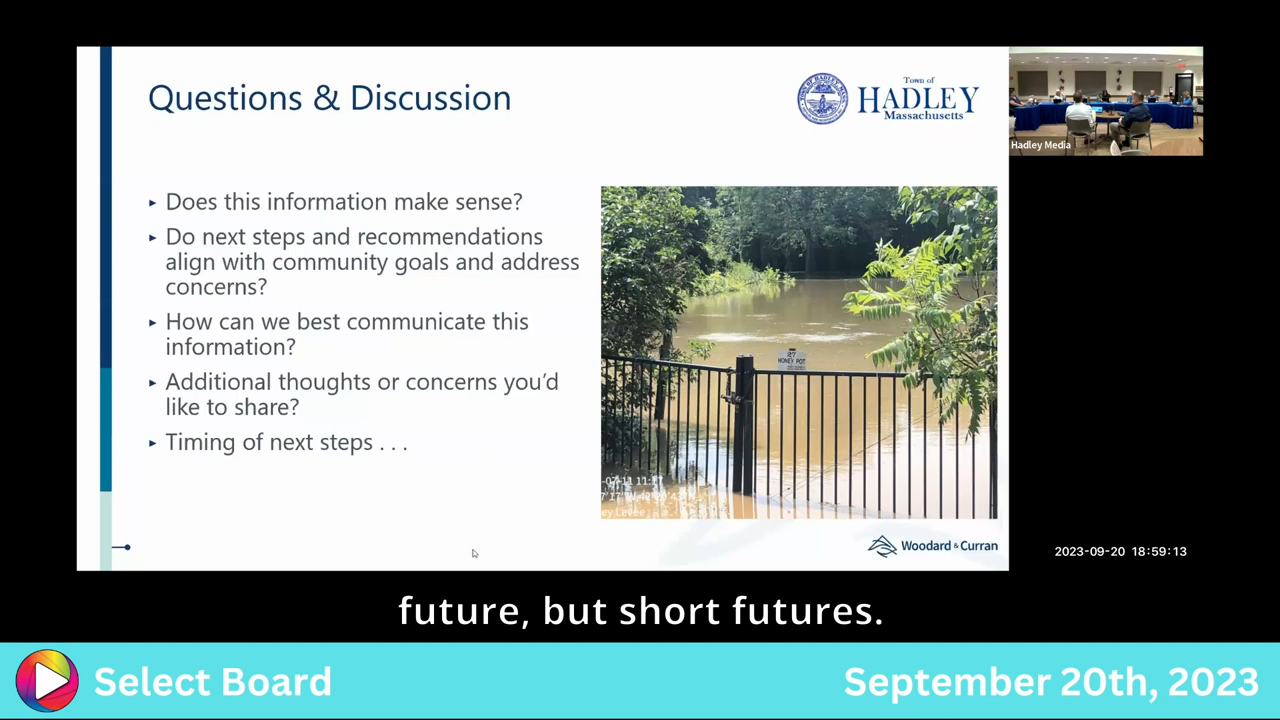 Questions & Discussion
Town of
HADLEY
Massachusetts
▸ Does this information make sense?
▸ Do next steps and recommendations
align with community goals and address
concerns?
▸ How can we best communicate this
information?
▸ Additional thoughts or concerns you'd
like to share?
▸ Timing of next steps . . .
27
HONEY POT
Woodard & Curran
Hadley Media
2023-09-20 18:59:13
future, but short futures.
Select Board
September 20th, 2023